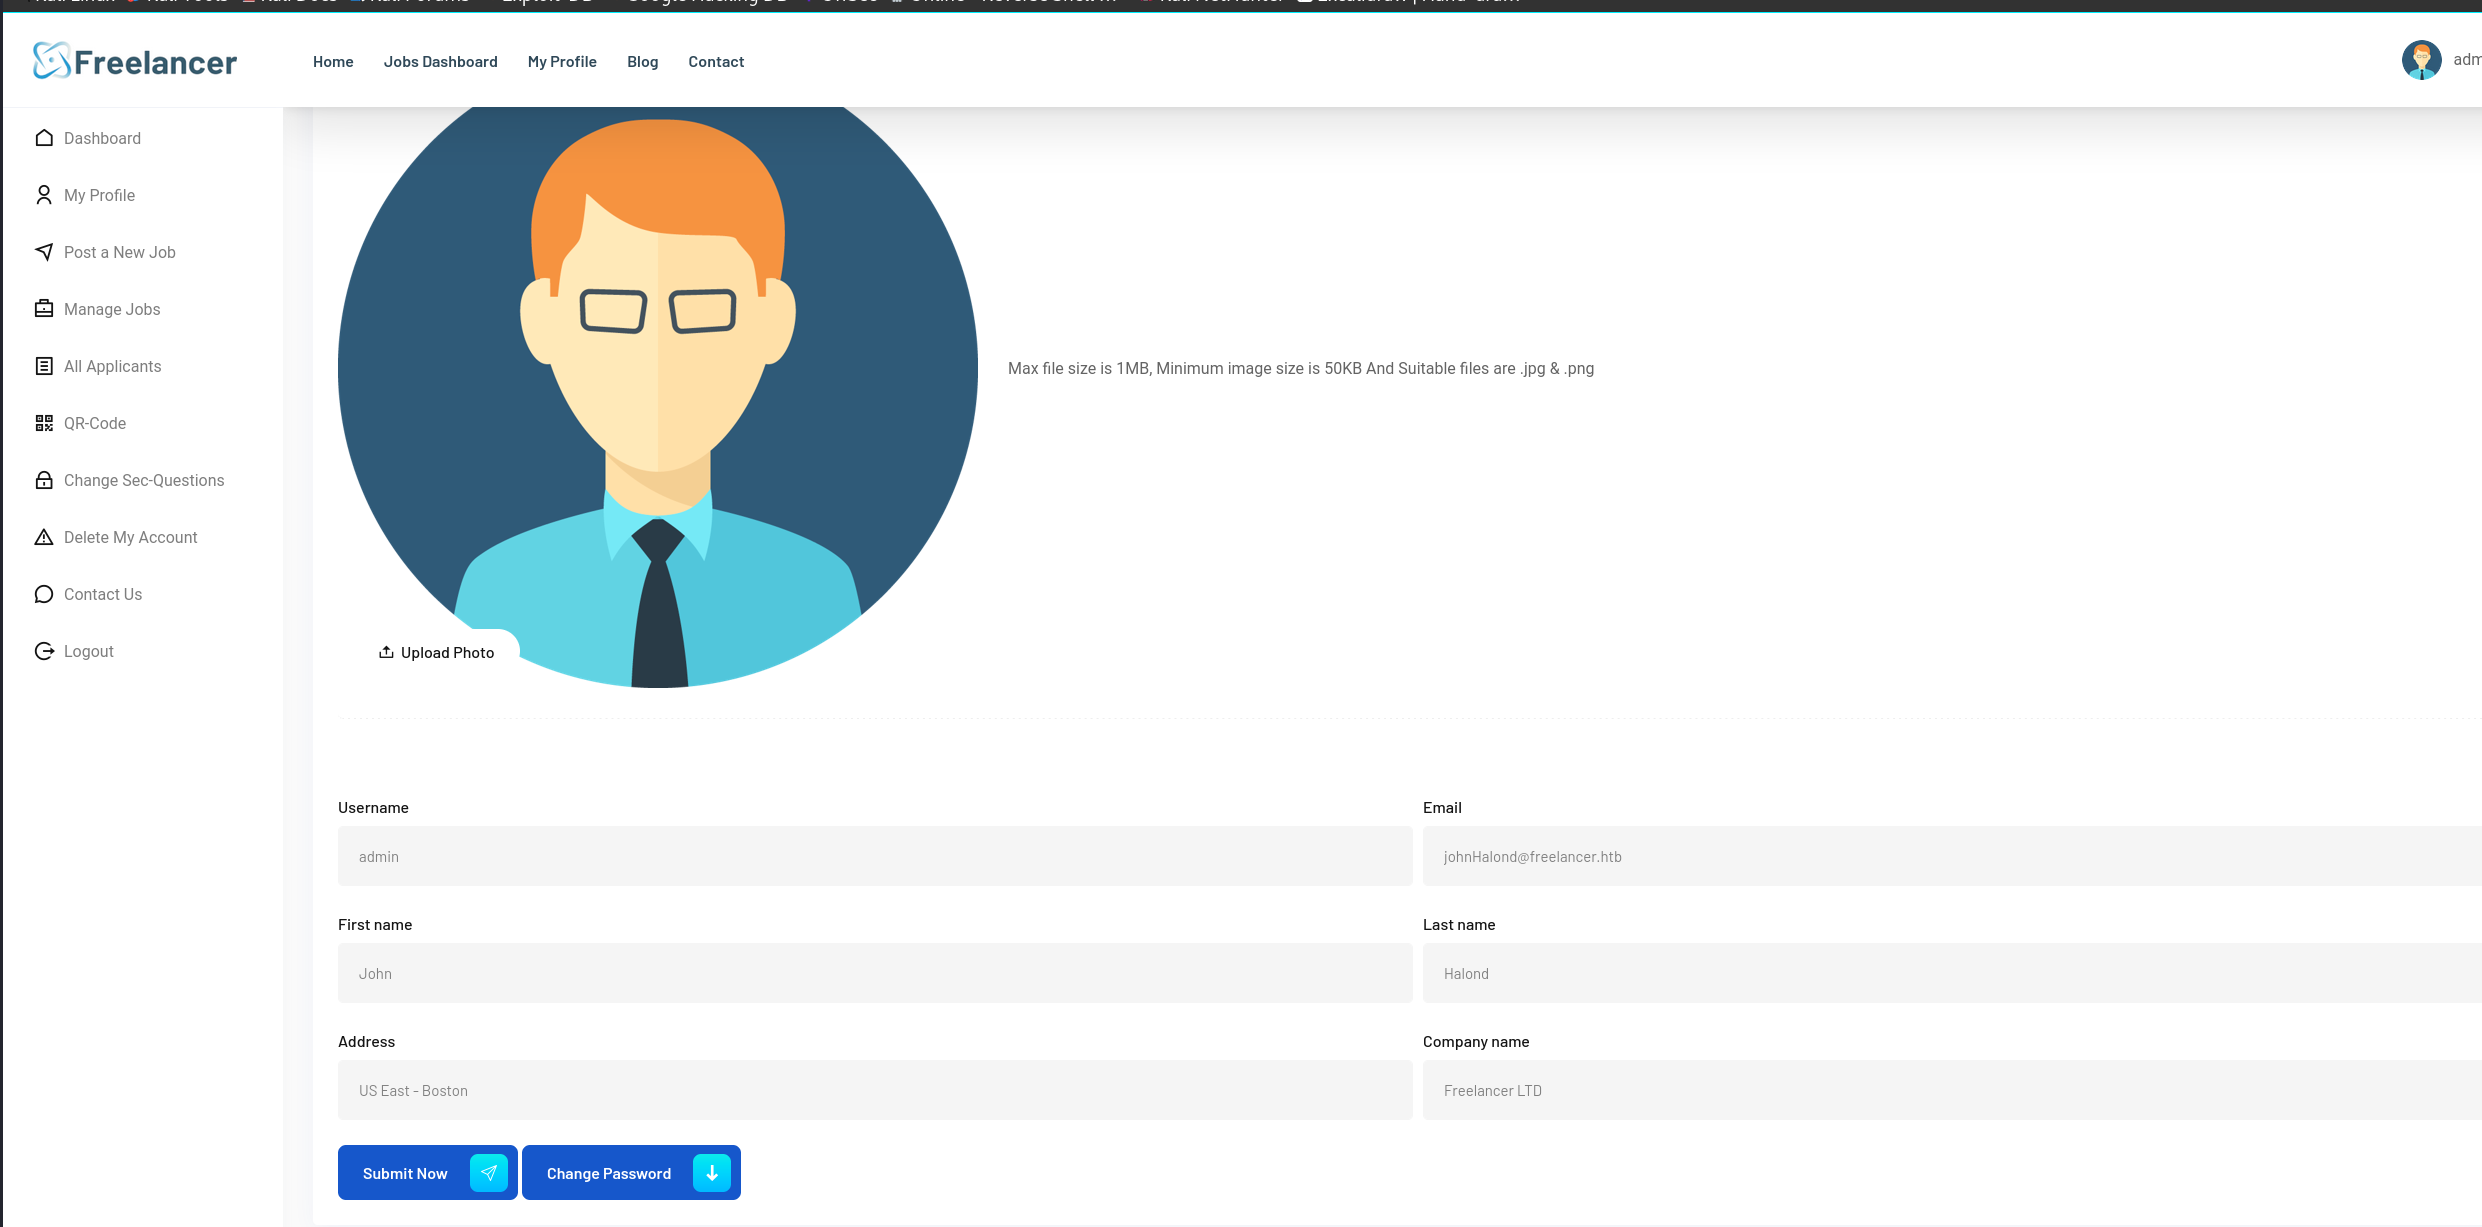 Freelancer
Home Jobs Dashboard My Profile Blog Contact
Dashboard
My Profile
Post a New Job
Manage Jobs
All Applicants
QR-Code
Change Sec-Questions
Delete My Account
Contact Us
Logout
Max file size is 1MB, Minimum image size is 50KB And Suitable files are .jpg & .png
Upload Photo
Username Email
admin johnHalond@freelancer.htb
First name Last name
John Halond
Address Company name
US East - Boston Freelancer LTD
Submit Now Change Password